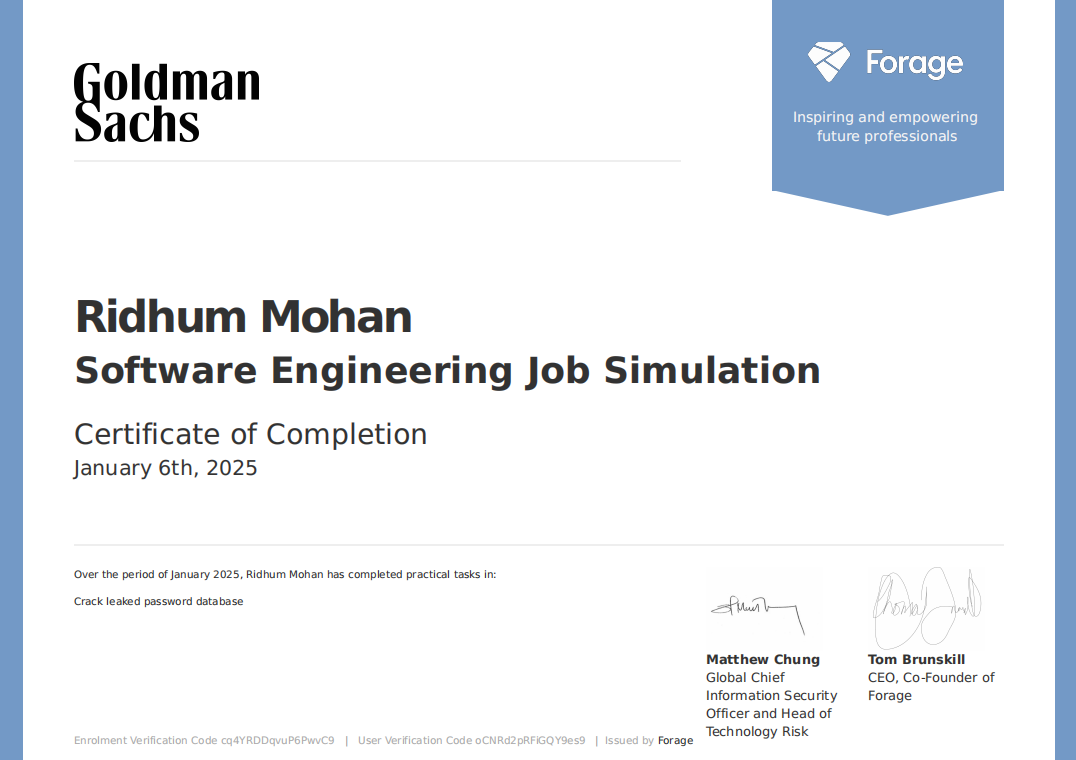 Goldman
Sachs
Forage
Inspiring and empowering
future professionals
Ridhum Mohan
Software Engineering Job Simulation
Certificate of Completion
January 6th, 2025
Over the period of January 2025, Ridhum Mohan has completed practical tasks in:
Crack leaked password database
Matthew Chung
Global Chief
Information Security
Officer and Head of
Technology Risk
Tom Brunskill
CEO, Co-Founder of
Forage
Enrolment Verification Code cq4YRDDqvuP6PwvC9 | User Verification Code oCNRd2pRFiGQY9es9 | Issued by Forage